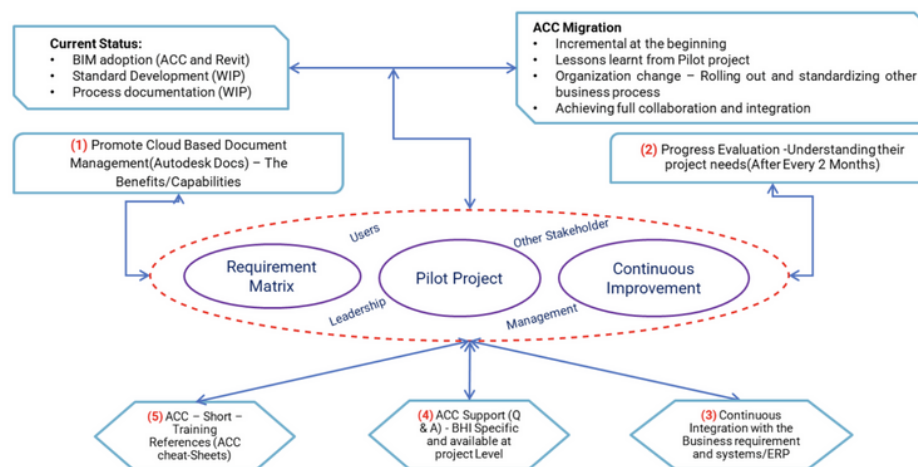 Current Status:
• BIM adoption (ACC and Revit)
• Standard Development (WIP)
• Process documentation (WIP)
ACC Migration
• Incremental at the beginning
• Lessons learnt from Pilot project
• Organization change – Rolling out and standardizing other
business process
• Achieving full collaboration and integration
(1) Promote Cloud Based Document
Management(Autodesk Docs) – The
Benefits/Capabilities
(2) Progress Evaluation -Understanding their
project needs(After Every 2 Months)
Users
Other Stakeholder
Requirement
Matrix
Pilot Project
Continuous
Improvement
Leadership
Management
(5) ACC – Short –
Training
References (ACC
cheat-Sheets)
(4) ACC Support (Q
& A) - BHI Specific
and available at
project Level
(3) Continuous
Integration with the
Business requirement
and systems/ERP